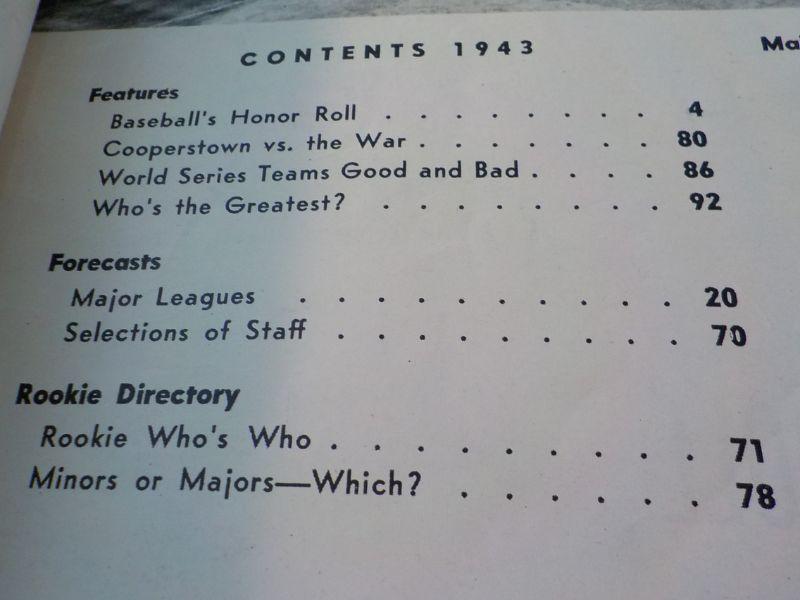 CONTENTS 1943
Features
Baseball's Honor Roll . . . . . . . . 4
Cooperstown vs. the War . . . . . . . 80
World Series Teams Good and Bad . . . . 86
Who's the Greatest? . . . . . . . . 92
Forecasts
Major Leagues . . . . . . . . . . . 20
Selections of Staff . . . . . . . . . . 70
Rookie Directory
Rookie Who's Who . . . . . . . . . 71
Minors or Majors—Which? . . . . . . 78